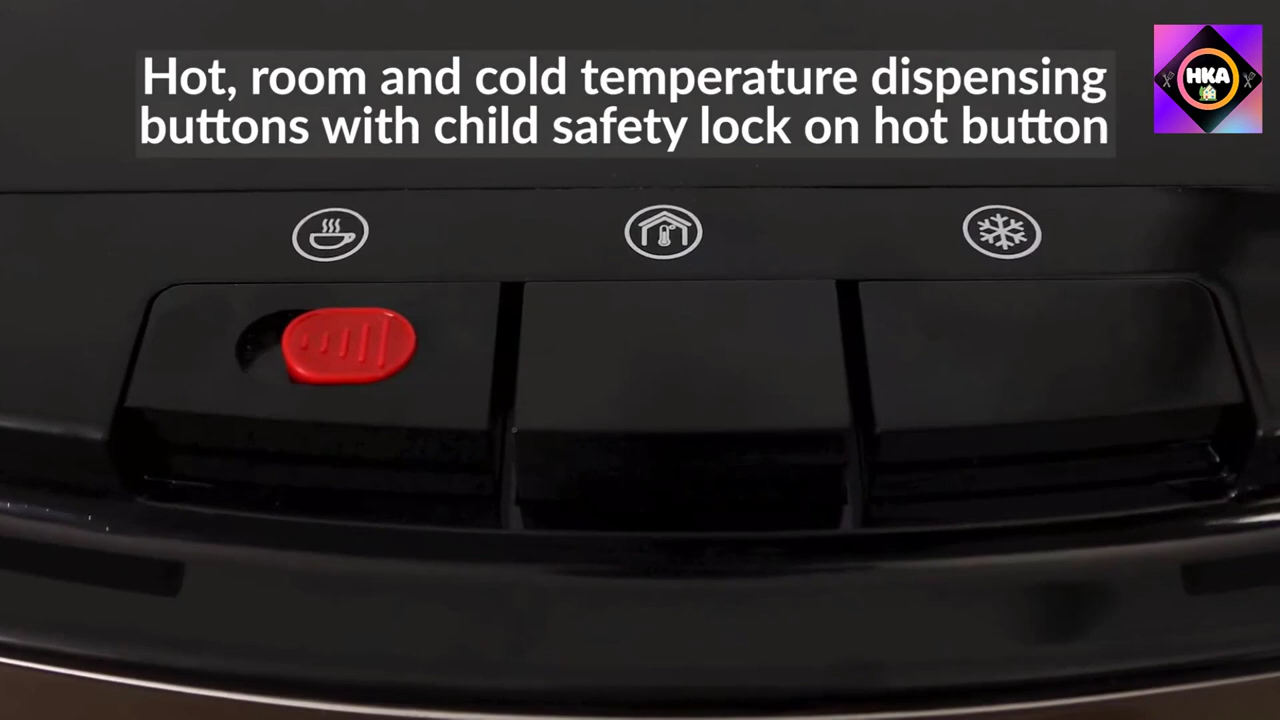 Hot, room and cold temperature dispensing
buttons with child safety lock on hot button
HKA